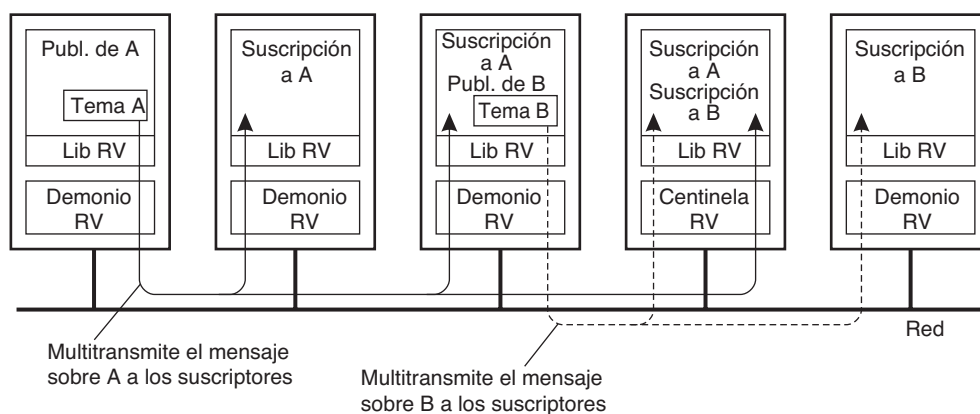 Publ. de A
Tema A
Lib RV
Demonio
RV
Suscripción
a A
Lib RV
Demonio
RV
Suscripción
a A
Publ. de B
Tema B
Lib RV
Demonio
RV
Suscripción
a A
Suscripción
a B
Lib RV
Centinela
RV
Suscripción
a B
Lib RV
Demonio
RV
Red
Multitransmite el mensaje
sobre A a los suscriptores
Multitransmite el mensaje
sobre B a los suscriptores